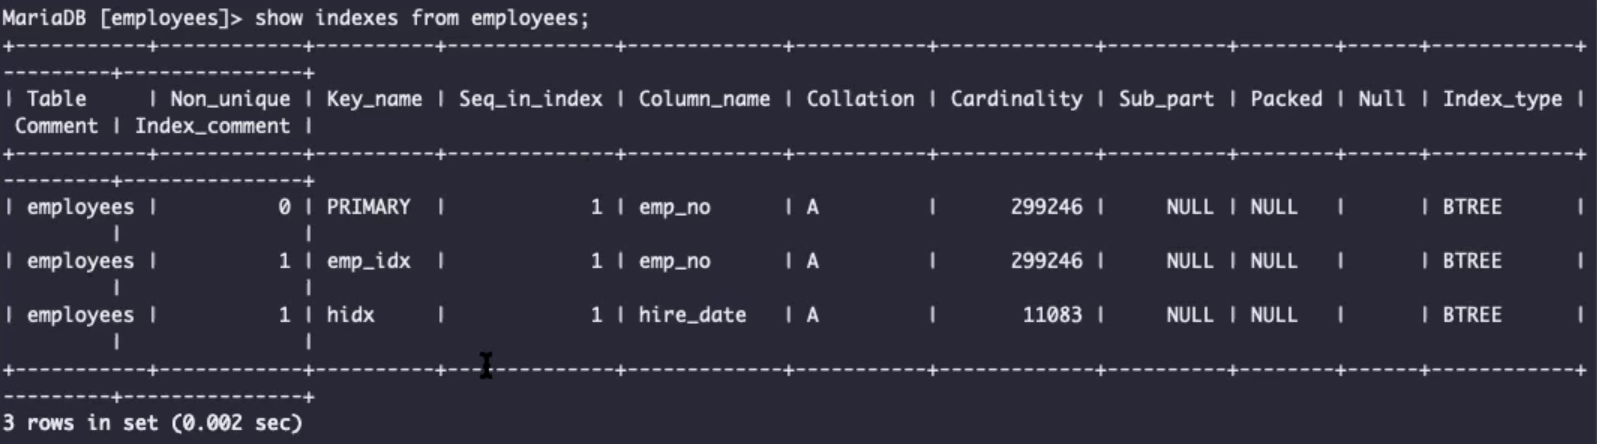 MariaDB [employees]> show indexes from employees;
+-----------+------------+----------+--------------+-------------+-----------+-------------+----------+--------+------+------------+
---------+---------------+
| Table     | Non_unique | Key_name | Seq_in_index | Column_name | Collation | Cardinality | Sub_part | Packed | Null | Index_type |
 Comment | Index_comment |
+-----------+------------+----------+--------------+-------------+-----------+-------------+----------+--------+------+------------+
---------+---------------+
| employees |          0 | PRIMARY  |            1 | emp_no      | A         |      299246 |     NULL | NULL   |      | BTREE      |
         |               |
| employees |          1 | emp_idx  |            1 | emp_no      | A         |      299246 |     NULL | NULL   |      | BTREE      |
         |               |
| employees |          1 | hidx     |            1 | hire_date   | A         |       11083 |     NULL | NULL   |      | BTREE      |
         |               |
+-----------+------------+----------+--------------+-------------+-----------+-------------+----------+--------+------+------------+
---------+---------------+
3 rows in set (0.002 sec)